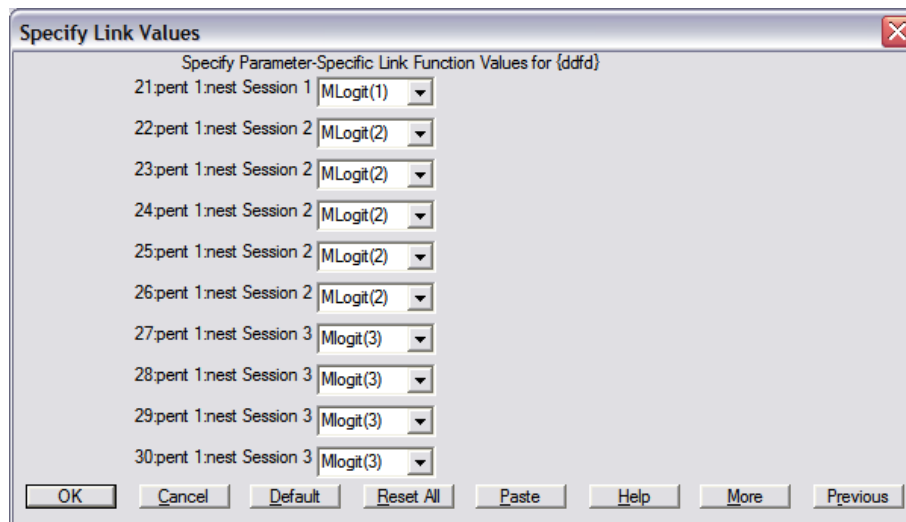 Specify Link Values
Specify Parameter-Specific Link Function Values for {ddfd}
21:pent 1:nest Session 1 MLogit(1)
22:pent 1:nest Session 2 MLogit(2)
23:pent 1:nest Session 2 MLogit(2)
24:pent 1:nest Session 2 MLogit(2)
25:pent 1:nest Session 2 MLogit(2)
26:pent 1:nest Session 2 MLogit(2)
27:pent 1:nest Session 3 Mlogit(3)
28:pent 1:nest Session 3 Mlogit(3)
29:pent 1:nest Session 3 Mlogit(3)
30:pent 1:nest Session 3 Mlogit(3)
OK Cancel Default Reset All Paste Help More Previous